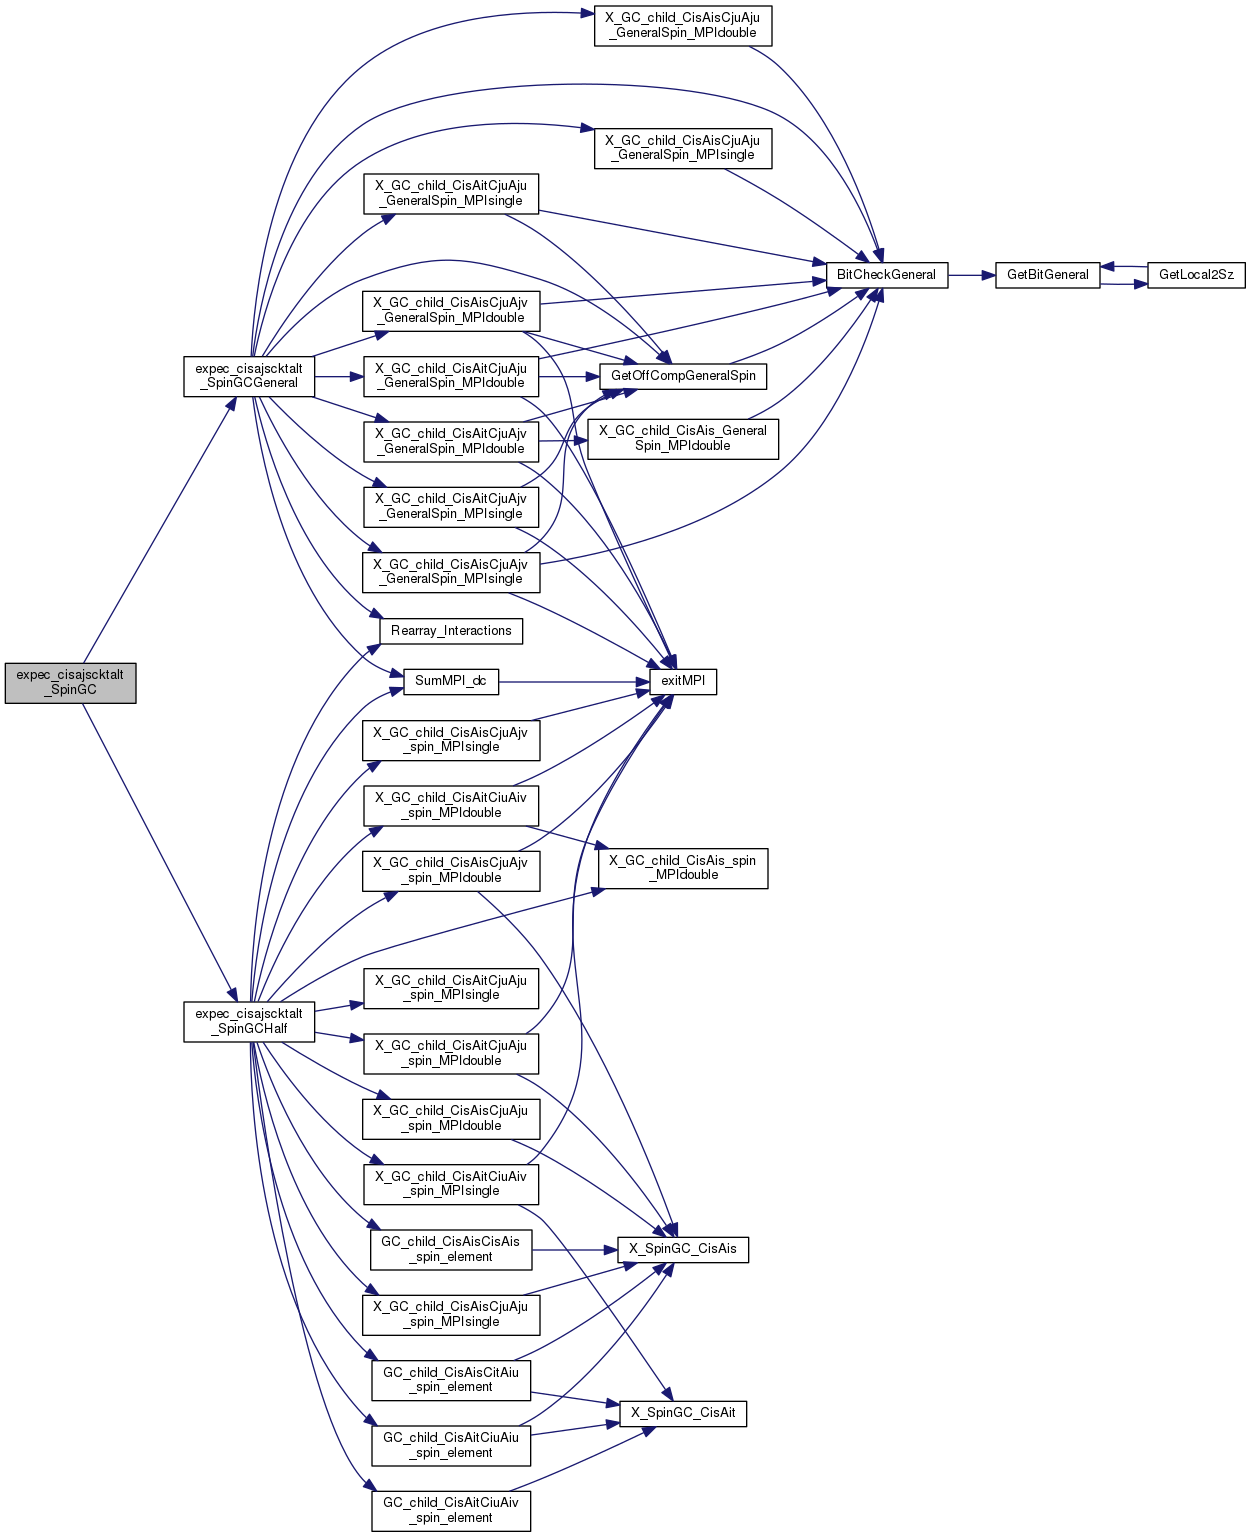 X_GC_child_CisAisCjuAju
_GeneralSpin_MPIdouble
X_GC_child_CisAisCjuAju
_GeneralSpin_MPIsingle
X_GC_child_CisAitCjuAju
_GeneralSpin_MPIsingle
BitCheckGeneral
GetBitGeneral
GetLocal2Sz
X_GC_child_CisAisCjuAjv
_GeneralSpin_MPIdouble
expec_cisajscktalt
_SpinGCGeneral
X_GC_child_CisAitCjuAju
_GeneralSpin_MPIdouble
GetOffCompGeneralSpin
X_GC_child_CisAitCjuAjv
_GeneralSpin_MPIdouble
X_GC_child_CisAis_General
Spin_MPIdouble
X_GC_child_CisAitCjuAjv
_GeneralSpin_MPIsingle
X_GC_child_CisAisCjuAjv
_GeneralSpin_MPIsingle
Rearray_Interactions
expec_cisajscktalt
_SpinGC
SumMPI_dc
exitMPI
X_GC_child_CisAisCjuAjv
_spin_MPIsingle
X_GC_child_CisAitCiuAiv
_spin_MPIdouble
X_GC_child_CisAisCjuAjv
_spin_MPIdouble
X_GC_child_CisAis_spin
_MPIdouble
X_GC_child_CisAitCjuAju
_spin_MPIsingle
expec_cisajscktalt
_SpinGCHalf
X_GC_child_CisAitCjuAju
_spin_MPIdouble
X_GC_child_CisAisCjuAju
_spin_MPIdouble
X_GC_child_CisAitCiuAiv
_spin_MPIsingle
GC_child_CisAisCisAis
_spin_element
X_SpinGC_CisAis
X_GC_child_CisAisCjuAju
_spin_MPIsingle
GC_child_CisAisCitAiu
_spin_element
X_SpinGC_CisAit
GC_child_CisAitCiuAiu
_spin_element
GC_child_CisAitCiuAiv
_spin_element